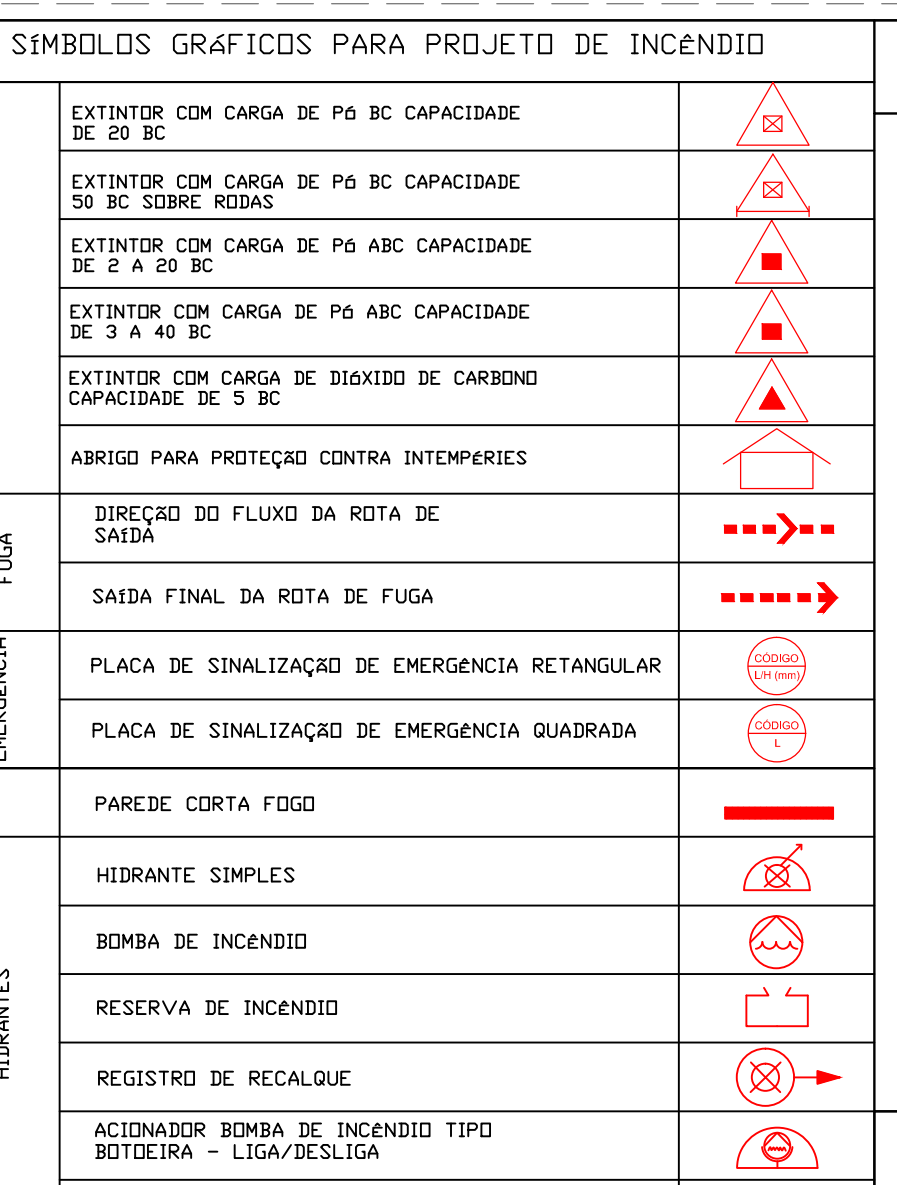 SíMBOLOS GRáFICOS PARA PROJETO DE INCêNDIO
EXTINTOR COM CARGA DE Pó BC CAPACIDADE
DE 20 BC
EXTINTOR COM CARGA DE Pó BC CAPACIDADE
50 BC SOBRE RODAS
EXTINTOR COM CARGA DE Pó ABC CAPACIDADE
DE 2 A 20 BC
EXTINTOR COM CARGA DE Pó ABC CAPACIDADE
DE 3 A 40 BC
EXTINTOR COM CARGA DE DIóXIDO DE CARBONO
CAPACIDADE DE 5 BC
ABRIGO PARA PROTEÇãO CONTRA INTEMPéRIES
FUGA
DIREÇãO DO FLUXO DA ROTA DE
SAíDA
SAíDA FINAL DA ROTA DE FUGA
EMERGÊNCIA
PLACA DE SINALIZAÇãO DE EMERGêNCIA RETANGULAR
CÓDIGO
L/H (mm)
PLACA DE SINALIZAÇãO DE EMERGêNCIA QUADRADA
CÓDIGO
L
PAREDE CORTA FOGO
HIDRANTES
HIDRANTE SIMPLES
BOMBA DE INCêNDIO
RESERVA DE INCêNDIO
REGISTRO DE RECALQUE
ACIONADOR BOMBA DE INCêNDIO TIPO
BOTOEIRA - LIGA/DESLIGA